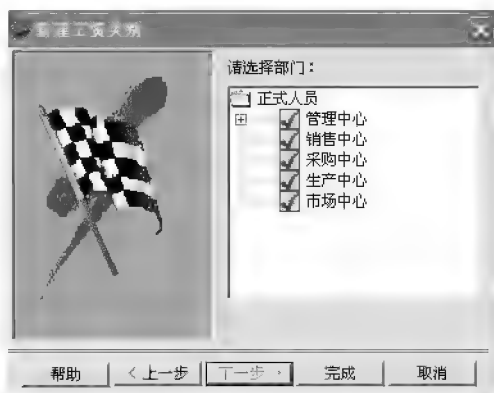 新建工资类别
请选择部门：
正式人员
管理中心
销售中心
采购中心
生产中心
市场中心
帮助
< 上一步
下一步 >
完成
取消